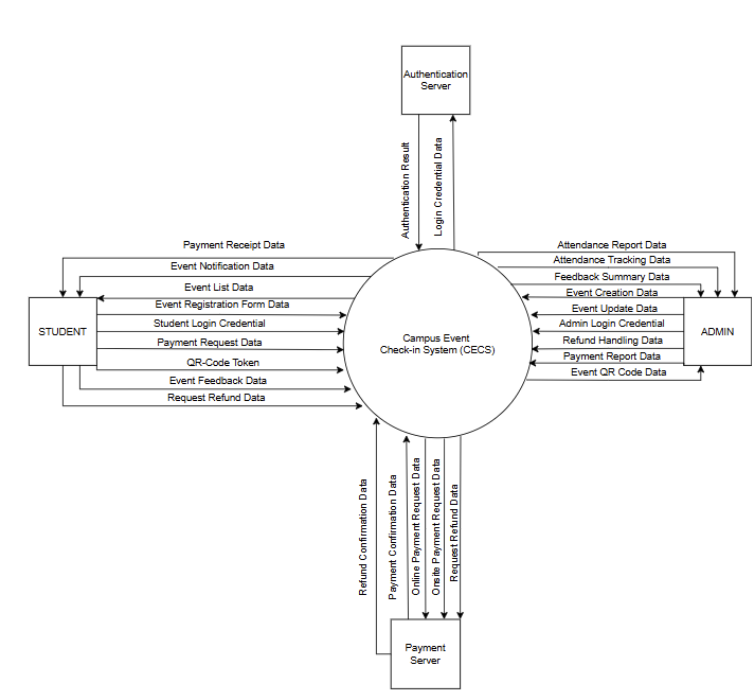 Authentication
Server
Authentication Result
Login Credential Data
Payment Receipt Data
Event Notification Data
Event List Data
Event Registration Form Data
Student Login Credential
Payment Request Data
QR-Code Token
Event Feedback Data
Request Refund Data
STUDENT
Campus Event
Check-in System (CECS)
Attendance Report Data
Attendance Tracking Data
Feedback Summary Data
Event Creation Data
Event Update Data
Admin Login Credential
Refund Handling Data
Payment Report Data
Event QR Code Data
ADMIN
Refund Confirmation Data
Payment Confirmation Data
Online Payment Request Data
Onsite Payment Request Data
Request Refund Data
Payment
Server